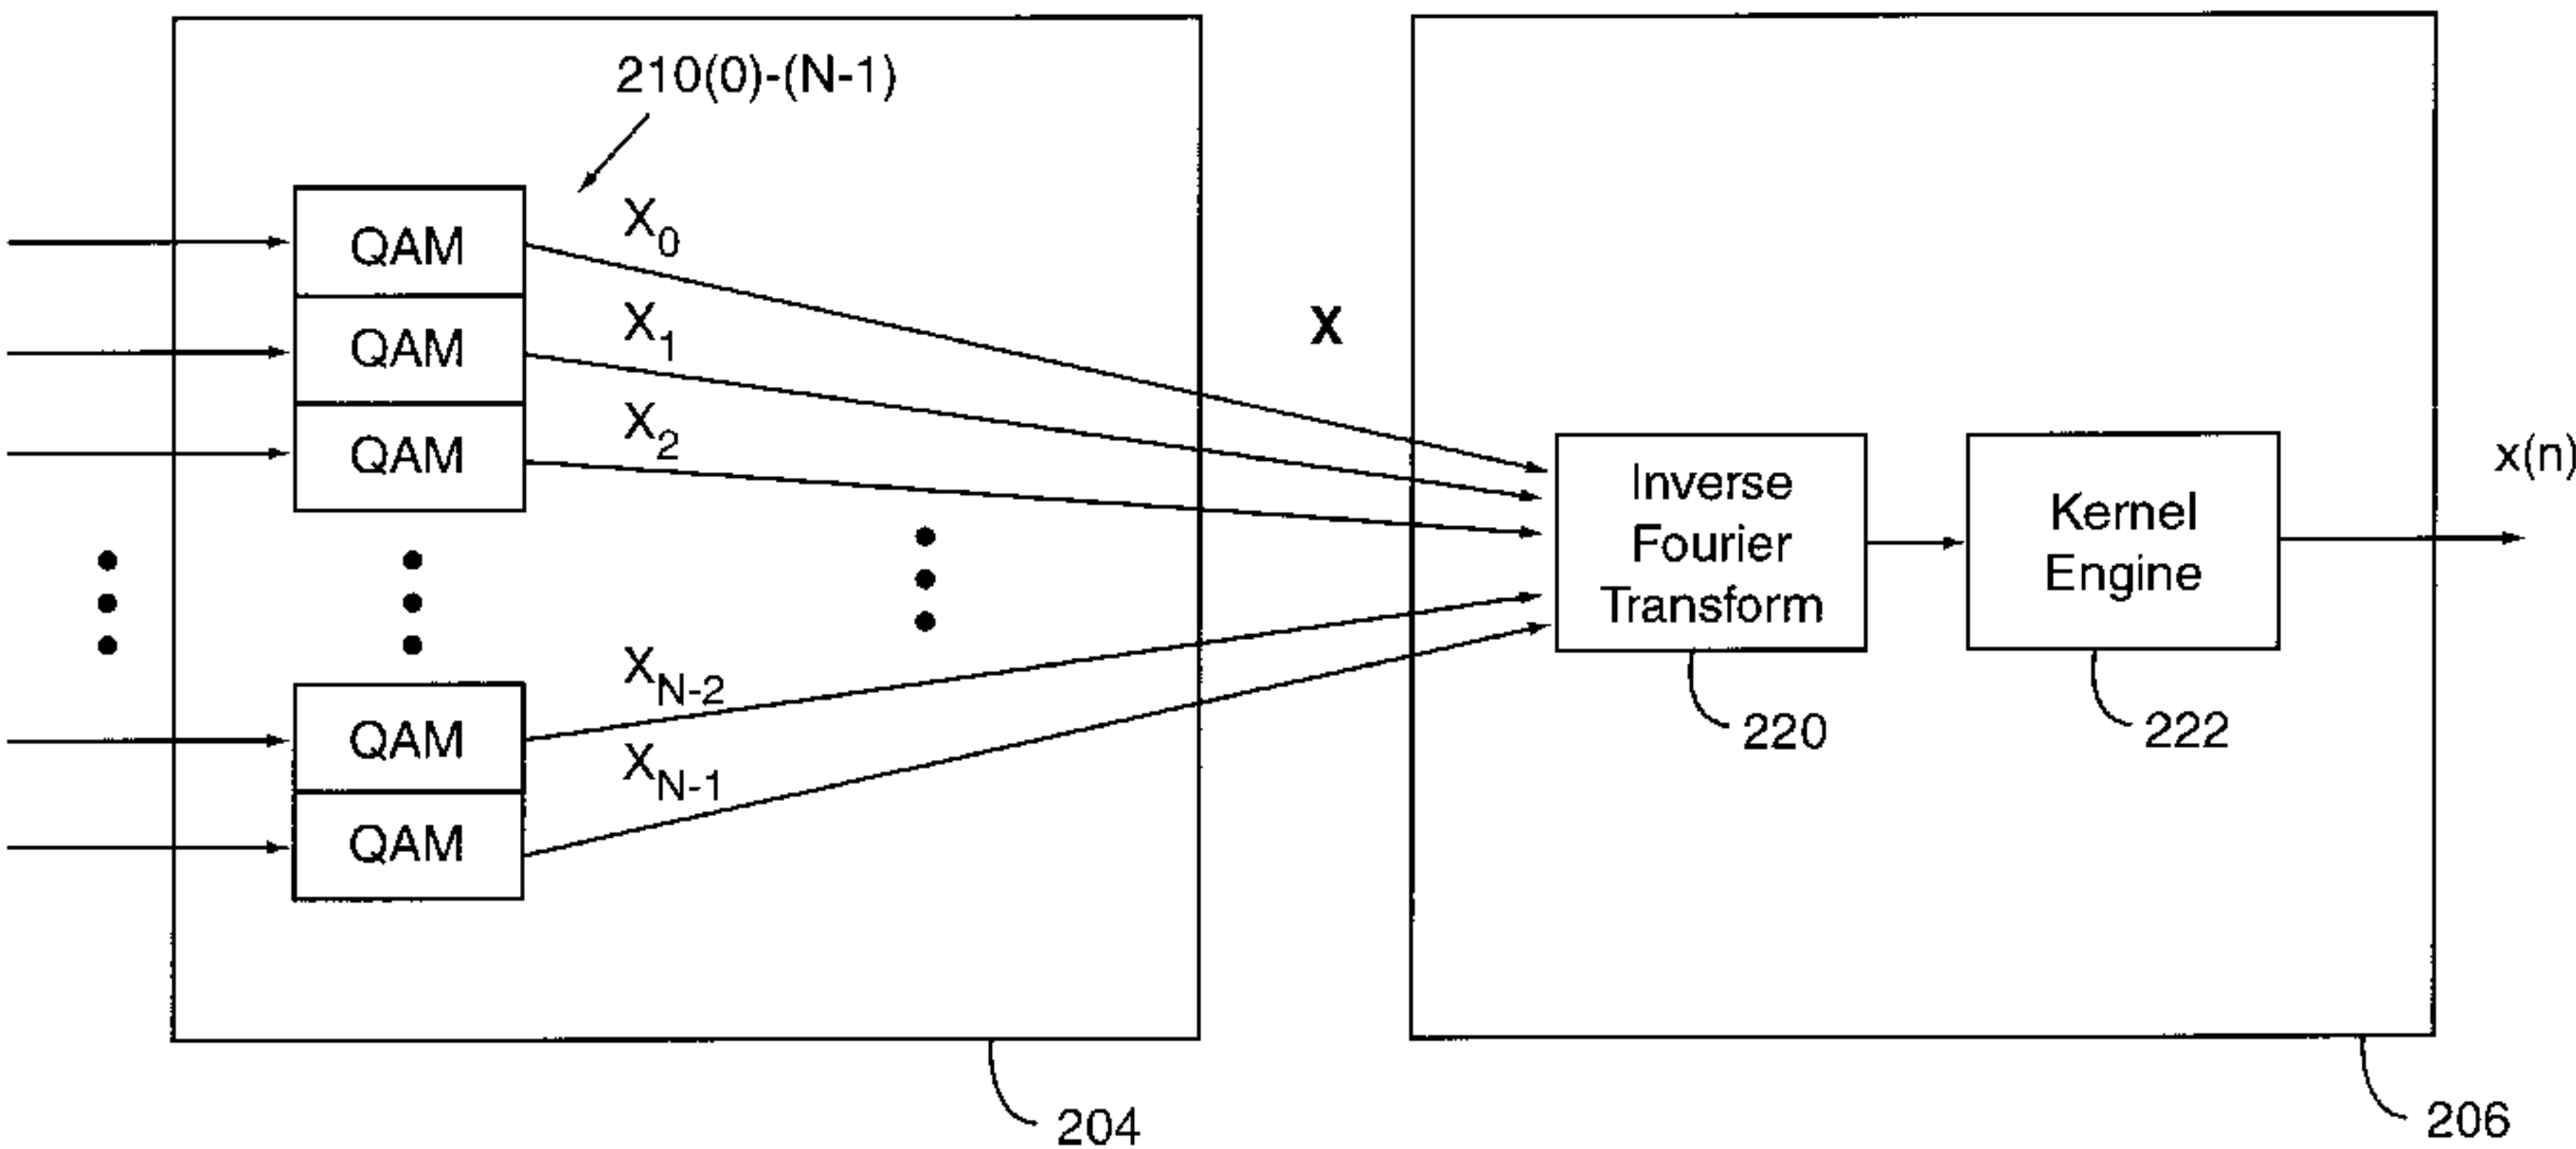 210(0)-(N-1)
QAM
X0
QAM
X1
QAM
X2
X
Inverse
Fourier
Transform
Kernel
Engine
x(n)
QAM
XN-2
QAM
XN-1
220
222
204
206